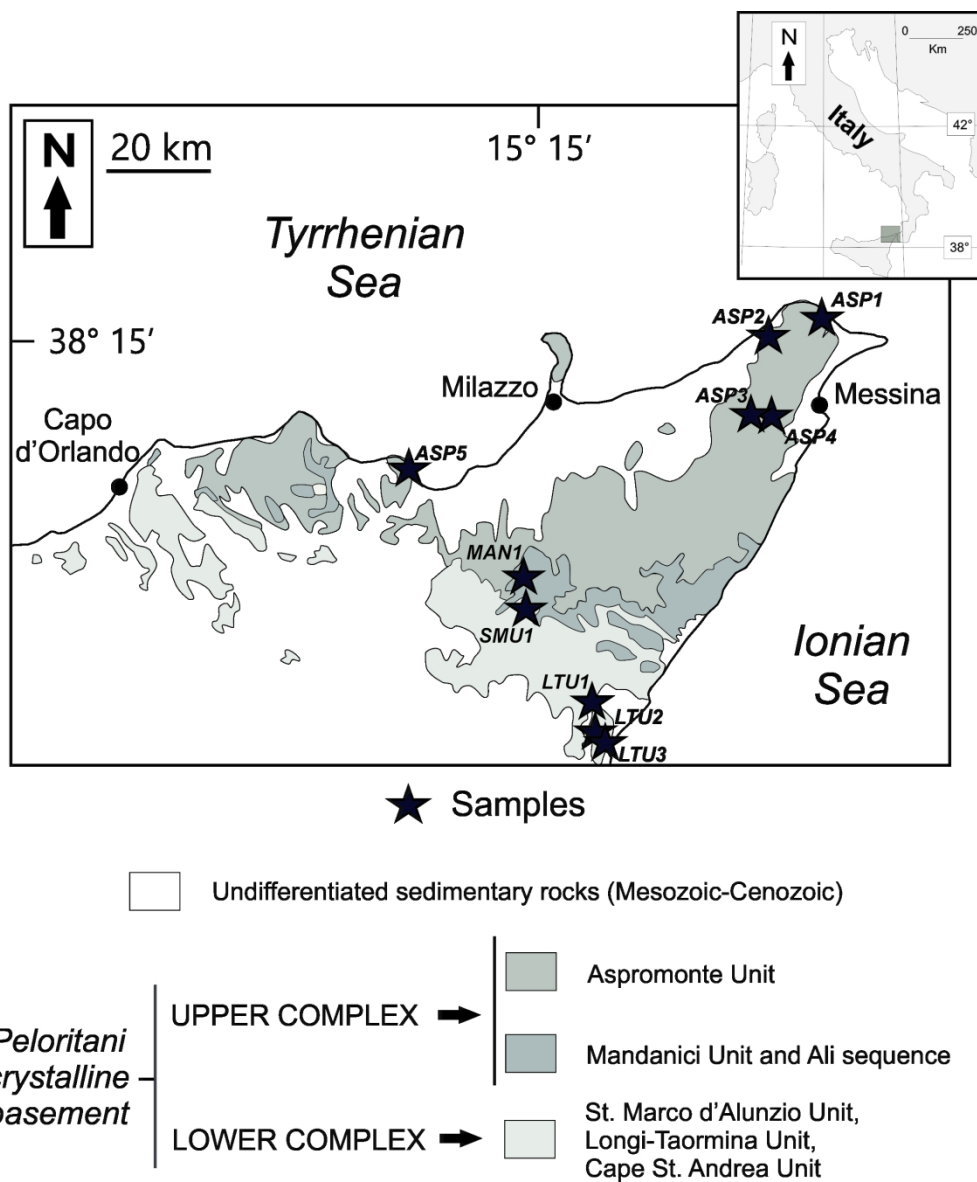 N
0 250
Km
Italy
42°
38°
N
20 km
15° 15’
Tyrrhenian
Sea
38° 15’
ASP1
ASP2
Milazzo
ASP3
Messina
ASP4
Capo
d’Orlando
ASP5
MAN1
SMU1
Ionian
Sea
LTU1
LTU2
LTU3
Samples
Undifferentiated sedimentary rocks (Mesozoic-Cenozoic)
Peloritani
crystalline
basement
UPPER COMPLEX
Aspromonte Unit
Mandanici Unit and Ali sequence
LOWER COMPLEX
St. Marco d’Alunzio Unit,
Longi-Taormina Unit,
Cape St. Andrea Unit